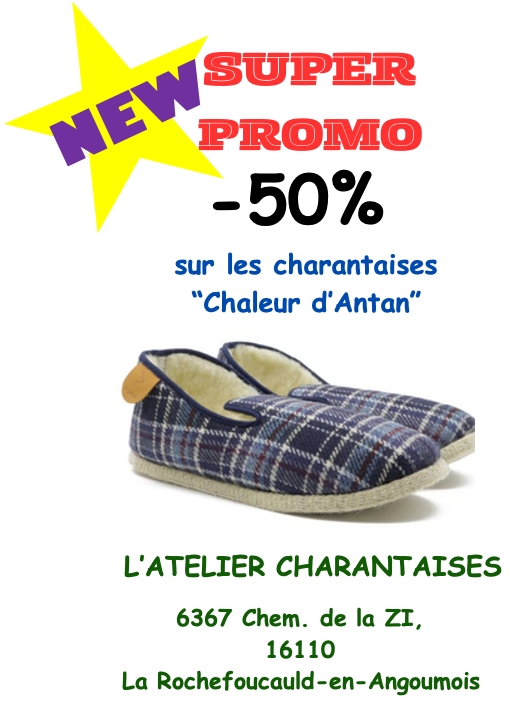 NEW
SUPER
PROMO
-50%
sur les charantaises
“Chaleur d’Antan”
L’ATELIER CHARANTAISES
6367 Chem. de la ZI,
16110
La Rochefoucauld-en-Angoumois